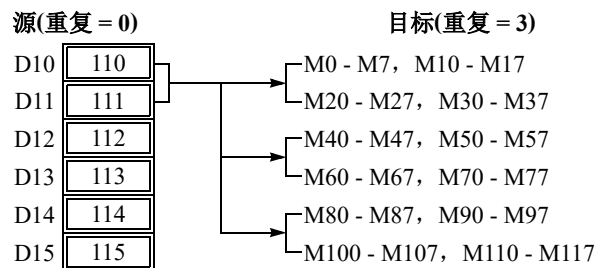 源(重复 = 0) 目标(重复 = 3)
D10 110 M0 - M7，M10 - M17
D11 111 M20 - M27，M30 - M37
D12 112 M40 - M47，M50 - M57
D13 113 M60 - M67，M70 - M77
D14 114 M80 - M87，M90 - M97
D15 115 M100 - M107，M110 - M117